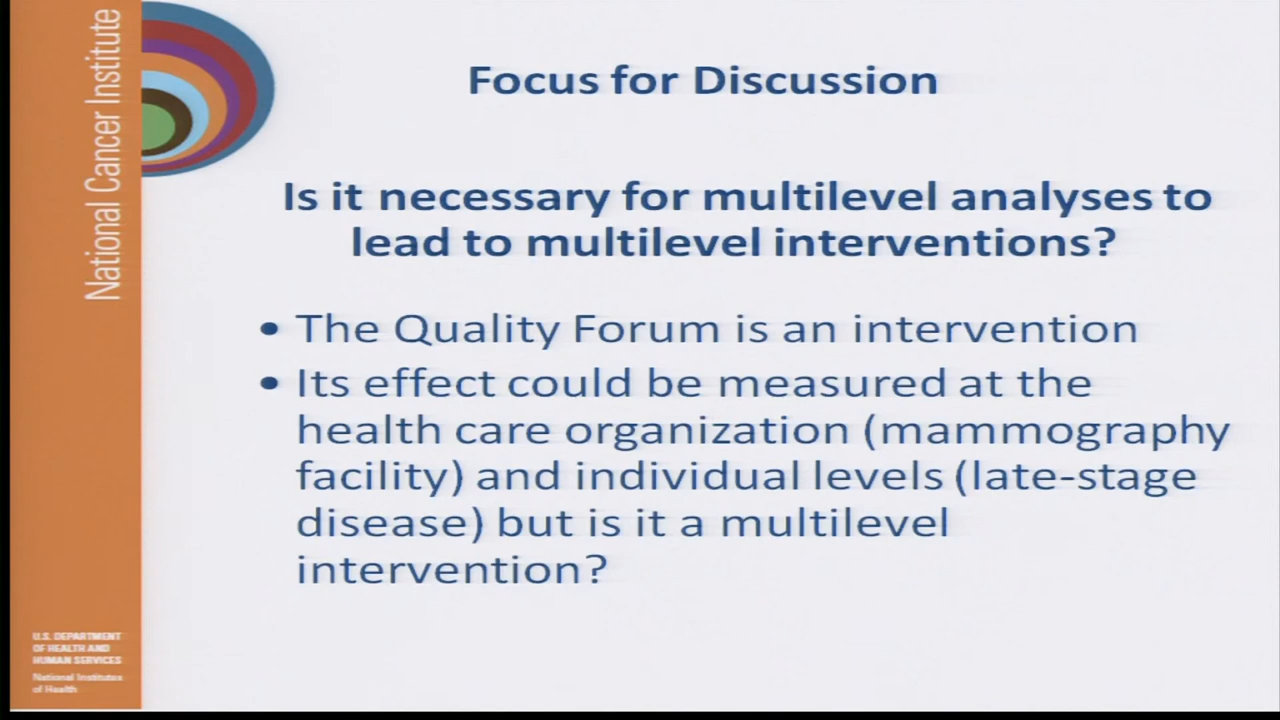 National Cancer Institute
Focus for Discussion
Is it necessary for multilevel analyses to
lead to multilevel interventions?
• The Quality Forum is an intervention
• Its effect could be measured at the
health care organization (mammography
facility) and individual levels (late-stage
disease) but is it a multilevel
intervention?
U.S. DEPARTMENT
OF HEALTH AND
HUMAN SERVICES
National Institutes
of Health